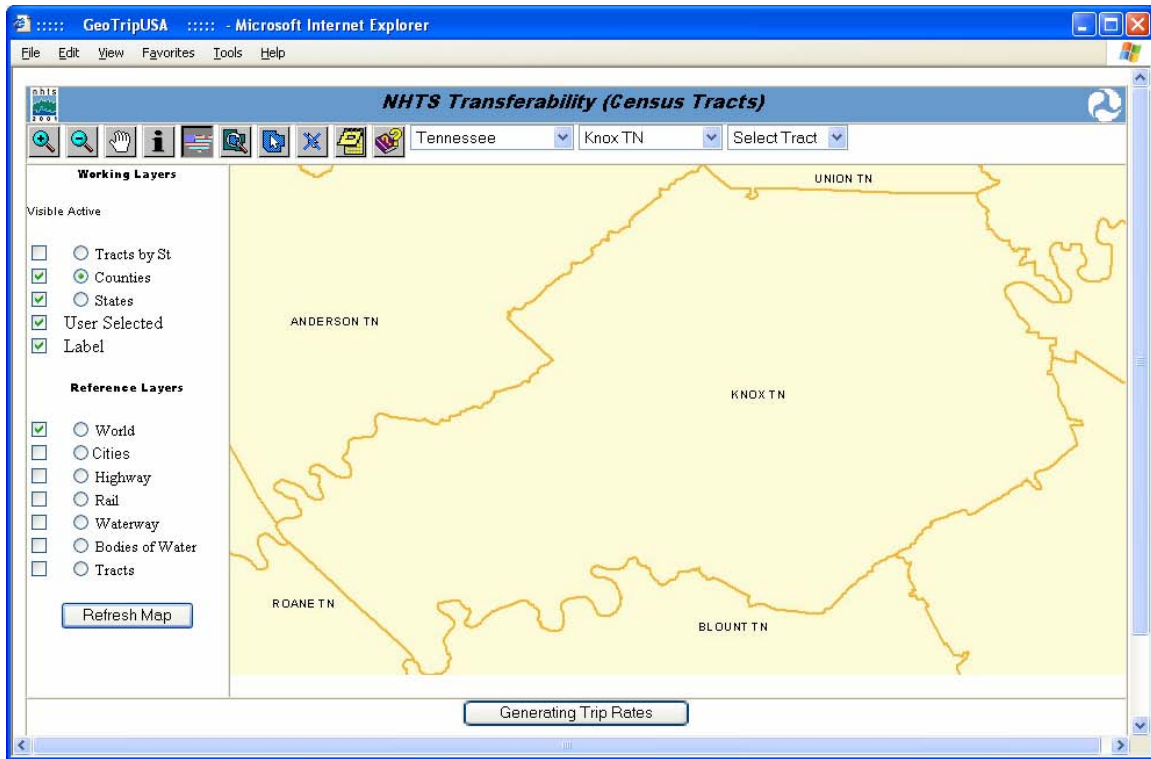 ::::: GeoTripUSA ::::: - Microsoft Internet Explorer
File Edit View Favorites Tools Help
nhts
2001
NHTS Transferability (Census Tracts)
Tennessee Knox TN Select Tract
Working Layers
Visible Active
Tracts by St
Counties
States
User Selected
Label
Reference Layers
World
Cities
Highway
Rail
Waterway
Bodies of Water
Tracts
Refresh Map
UNION TN
ANDERSON TN
KNOX TN
ROANE TN
BLOUNT TN
Generating Trip Rates